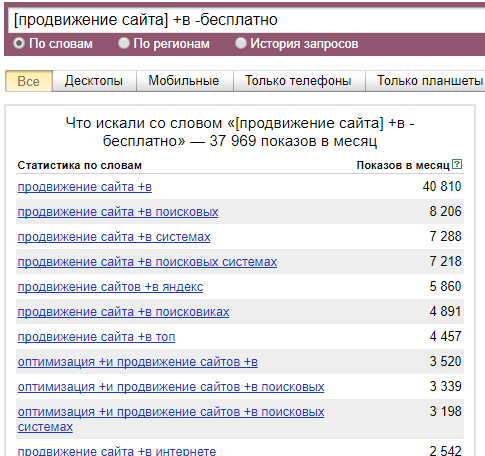 [продвижение сайта] +в -бесплатно
По словам По регионам История запросов
Все Десктопы Мобильные Только телефоны Только планшеты
Что искали со словом «[продвижение сайта] +в -
бесплатно» — 37 969 показов в месяц
Статистика по словам Показов в месяц ?
продвижение сайта +в 40 810
продвижение сайта +в поисковых 8 206
продвижение сайта +в системах 7 288
продвижение сайта +в поисковых системах 7 218
продвижение сайтов +в яндекс 5 860
продвижение сайта +в поисковиках 4 891
продвижение сайта +в топ 4 457
оптимизация +и продвижение сайтов +в 3 520
оптимизация +и продвижение сайтов +в поисковых 3 339
оптимизация +и продвижение сайтов +в поисковых 3 198
системах
продвижение сайта +в интернете 2 542